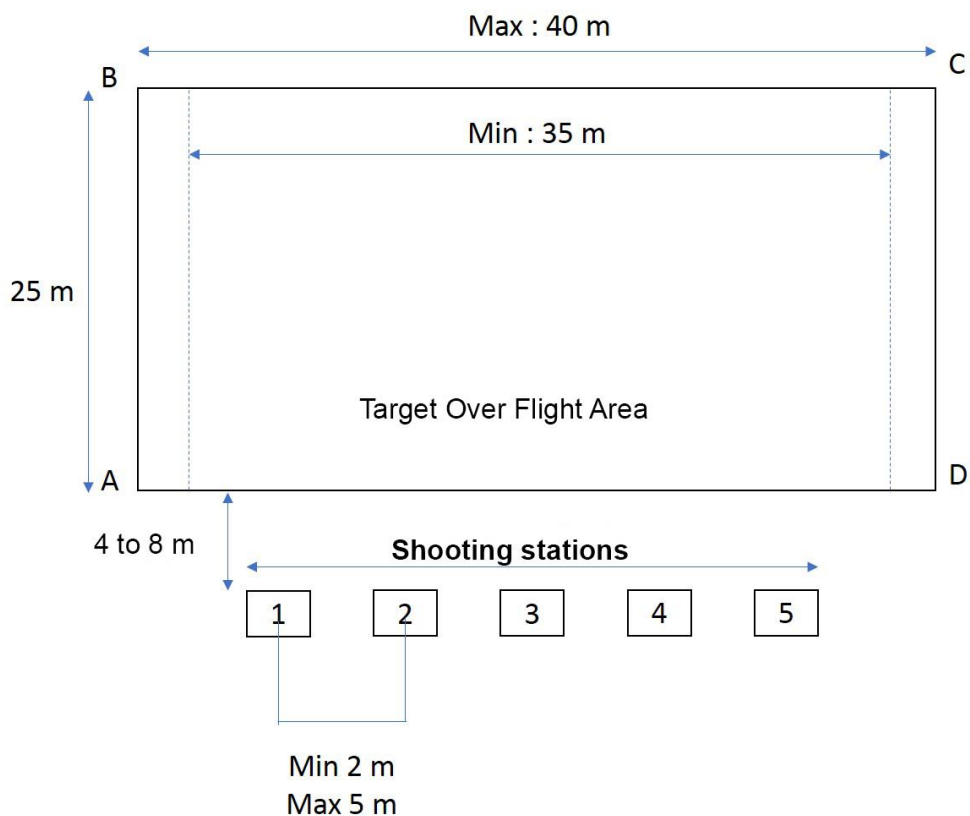 Max : 40 m
B
C
Min : 35 m
25 m
Target Over Flight Area
A
D
4 to 8 m
Shooting stations
1 2 3 4 5
Min 2 m
Max 5 m